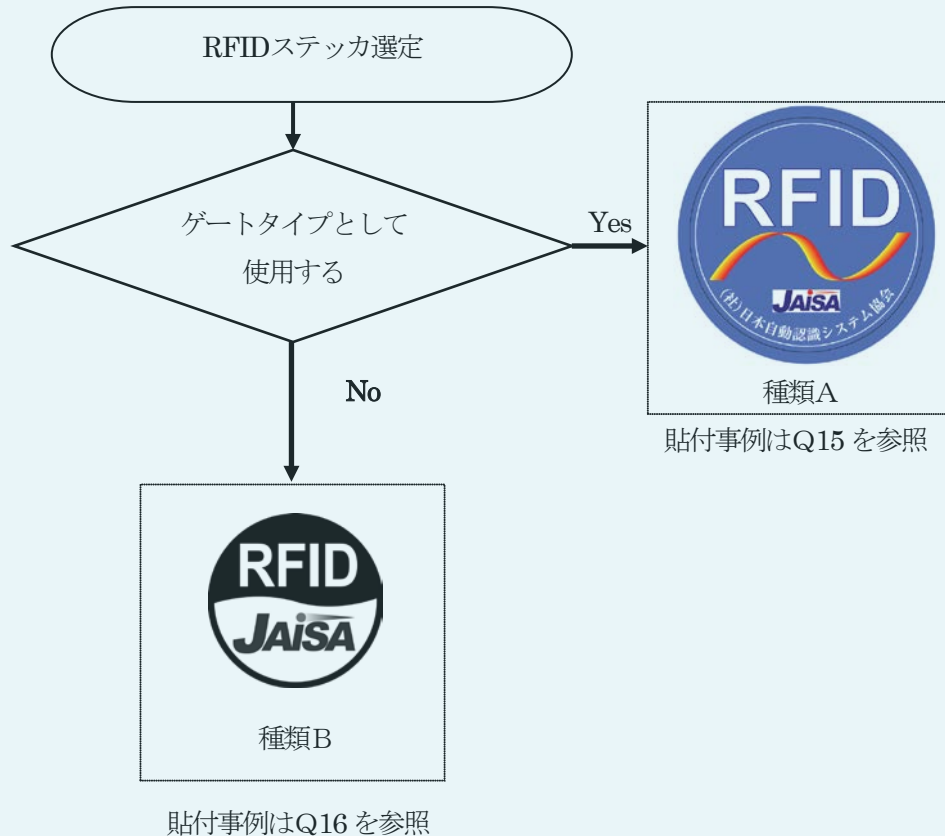 RFIDステッカ選定
ゲートタイプとして
使用する
Yes
RFID
JAiSA
(社)日本自動認識システム協会
種類A
貼付事例はQ15 を参照
No
RFID
JAiSA
種類B
貼付事例はQ16 を参照